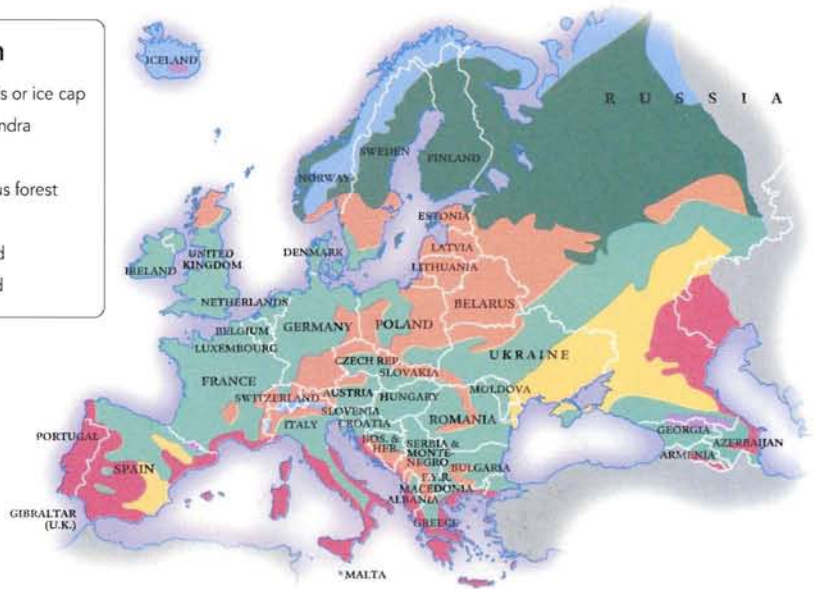 n
s or ice cap
ndra
us forest
d
d
ICELAND
R U S S I A
SWEDEN
FINLAND
NORWAY
ESTONIA
LATVIA
LITHUANIA
DENMARK
UNITED
KINGDOM
IRELAND
NETHERLANDS
BELARUS
BELGIUM
GERMANY
POLAND
LUXEMBOURG
UKRAINE
CZECH REP.
SLOVAKIA
FRANCE
SWITZERLAND
AUSTRIA
HUNGARY
MOLDOVA
SLOVENIA
CROATIA
ROMANIA
ITALY
BOS. &
HER.
SERBIA &
MONTE-
NEGRO
BULGARIA
F.Y.R.
MACEDONIA
ALBANIA
GREECE
GEORGIA
AZERBAIJAN
ARMENIA
PORTUGAL
SPAIN
GIBRALTAR
(U.K.)
MALTA